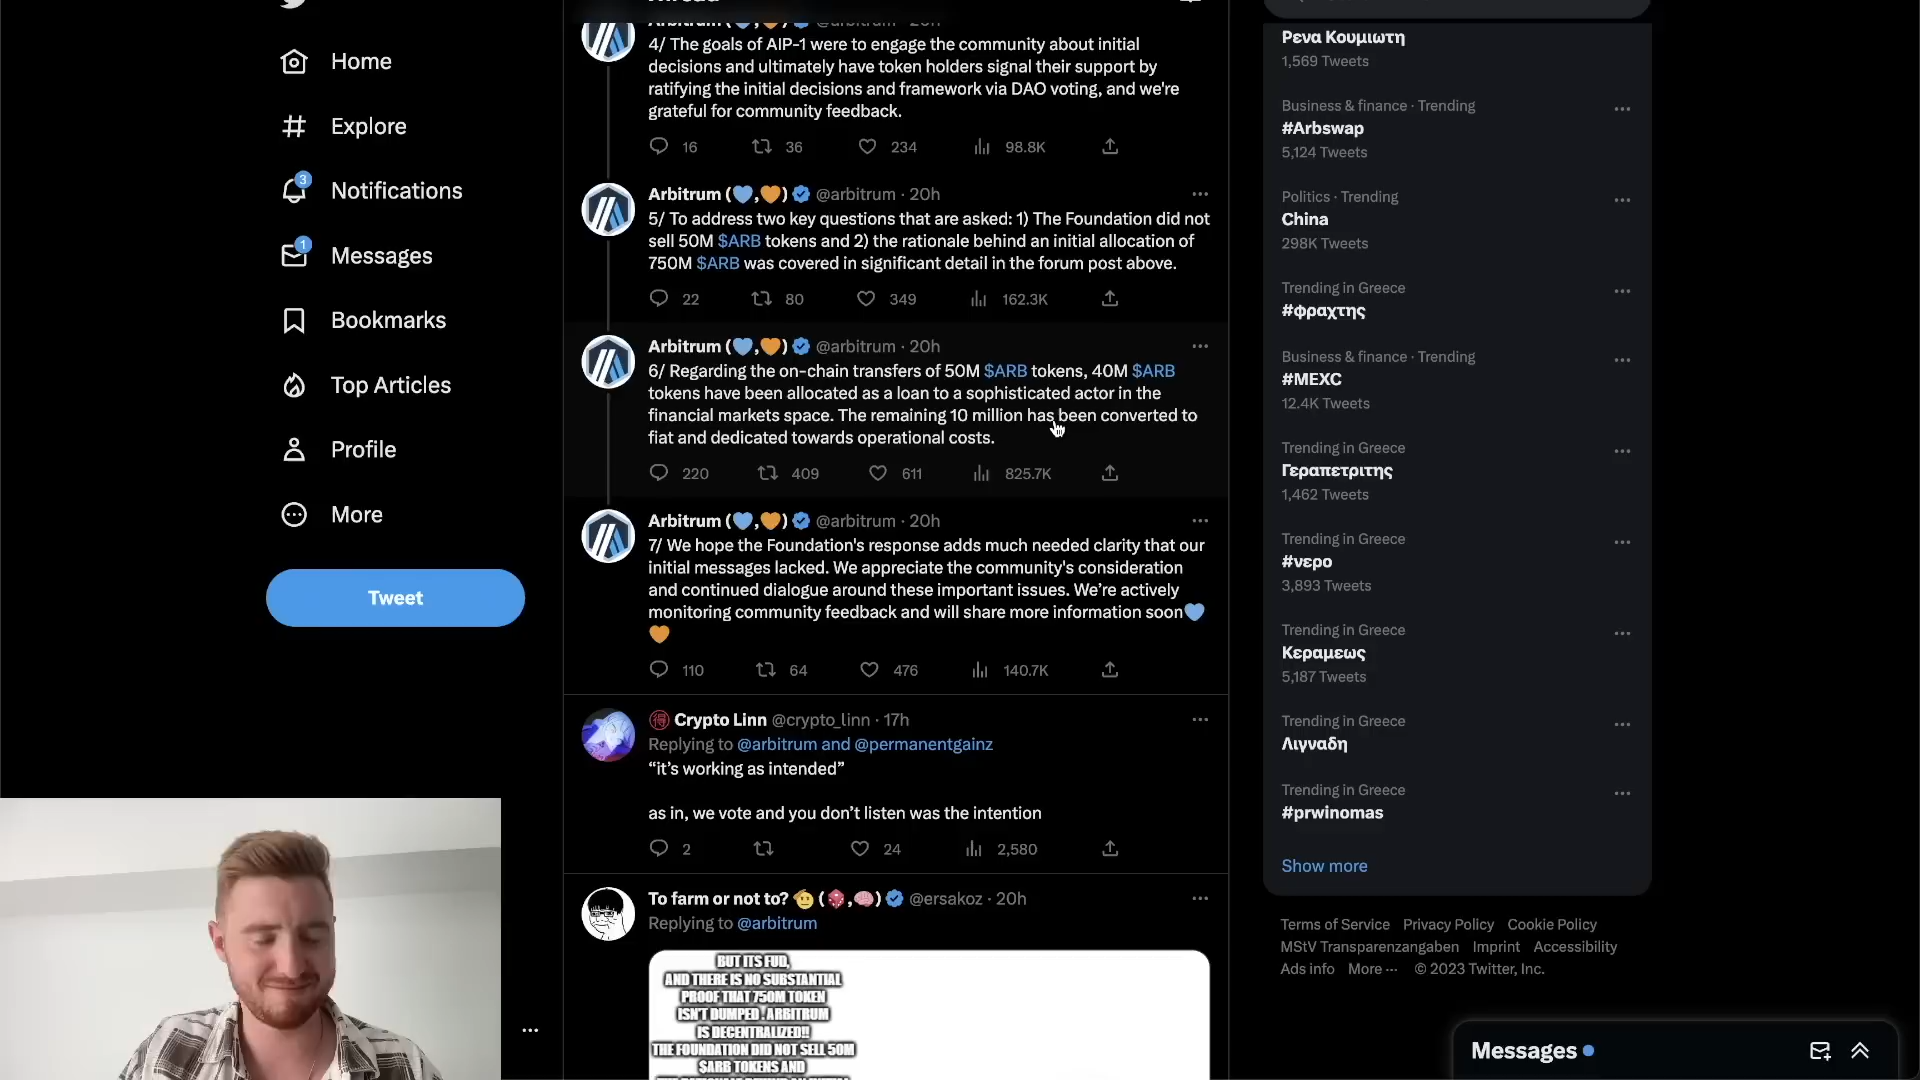 Home
Explore
3
Notifications
1
Messages
Bookmarks
Top Articles
Profile
More
Tweet
4/ The goals of AIP-1 were to engage the community about initial
decisions and ultimately have token holders signal their support by
ratifying the initial decisions and framework via DAO voting, and we're
grateful for community feedback.
16 36 234 98.8K
Arbitrum (💙,🧡) @arbitrum · 20h
5/ To address two key questions that are asked: 1) The Foundation did not
sell 50M $ARB tokens and 2) the rationale behind an initial allocation of
750M $ARB was covered in significant detail in the forum post above.
22 80 349 162.3K
Arbitrum (💙,🧡) @arbitrum · 20h
6/ Regarding the on-chain transfers of 50M $ARB tokens, 40M $ARB
tokens have been allocated as a loan to a sophisticated actor in the
financial markets space. The remaining 10 million has been converted to
fiat and dedicated towards operational costs.
220 409 611 825.7K
Arbitrum (💙,🧡) @arbitrum · 20h
7/ We hope the Foundation's response adds much needed clarity that our
initial messages lacked. We appreciate the community's consideration
and continued dialogue around these important issues. We're actively
monitoring community feedback and will share more information soon💙
🧡
110 64 476 140.7K
Crypto Linn @crypto_linn · 17h
Replying to @arbitrum and @permanentgainz
“it's working as intended”
as in, we vote and you don't listen was the intention
2 24 2,580
To farm or not to? 🫡 (🎲,🧠) @ersakoz · 20h
Replying to @arbitrum
BUT ITS FUD,
AND THERE IS NO SUBSTANTIAL
PROOF THAT 750M TOKEN
ISN'T DUMPED. ARBITRUM
IS DECENTRALIZED!!
THE FOUNDATION DID NOT SELL 50M
$ARB TOKENS AND
Ρενα Κουμιωτη
1,569 Tweets
Business & finance · Trending
#Arbswap
5,124 Tweets
Politics · Trending
China
298K Tweets
Trending in Greece
#φραχτης
Business & finance · Trending
#MEXC
12.4K Tweets
Trending in Greece
Γεραπετριτης
1,462 Tweets
Trending in Greece
#νερο
3,893 Tweets
Trending in Greece
Κεραμεως
5,187 Tweets
Trending in Greece
Λιγναδη
Trending in Greece
#prwinomas
Show more
Terms of Service Privacy Policy Cookie Policy
MStV Transparenzangaben Imprint Accessibility
Ads info More ··· © 2023 Twitter, Inc.
Messages